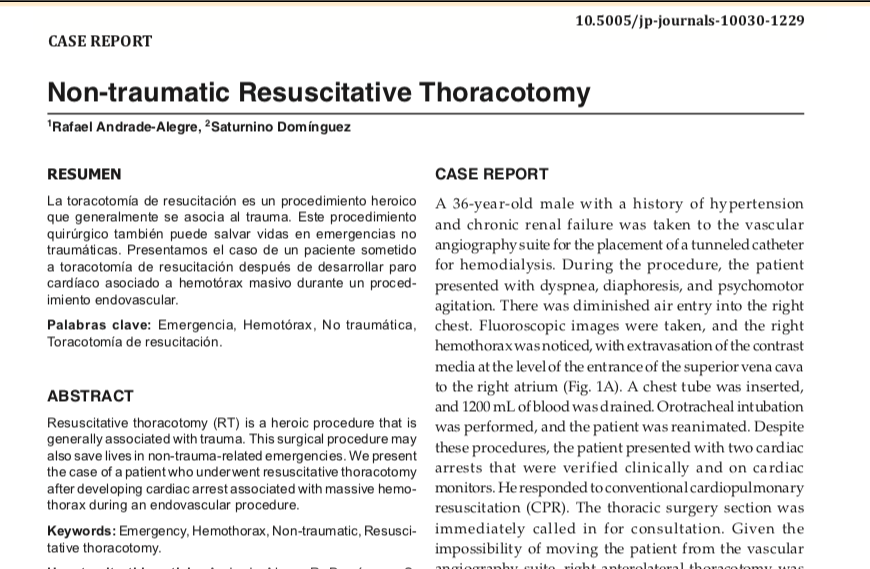 10.5005/jp-journals-10030-1229
CASE REPORT
Non-traumatic Resuscitative Thoracotomy
1Rafael Andrade-Alegre, 2Saturnino Domínguez
RESUMEN
La toracotomía de resucitación es un procedimiento heroico
que generalmente se asocia al trauma. Este procedimiento
quirúrgico también puede salvar vidas en emergencias no
traumáticas. Presentamos el caso de un paciente sometido
a toracotomía de resucitación después de desarrollar paro
cardíaco asociado a hemotórax masivo durante un proced-
imiento endovascular.
Palabras clave: Emergencia, Hemotórax, No traumática,
Toracotomía de resucitación.
ABSTRACT
Resuscitative thoracotomy (RT) is a heroic procedure that is
generally associated with trauma. This surgical procedure may
also save lives in non-trauma-related emergencies. We present
the case of a patient who underwent resuscitative thoracotomy
after developing cardiac arrest associated with massive hemo-
thorax during an endovascular procedure.
Keywords: Emergency, Hemothorax, Non-traumatic, Resusci-
tative thoracotomy.
CASE REPORT
A 36-year-old male with a history of hypertension
and chronic renal failure was taken to the vascular
angiography suite for the placement of a tunneled catheter
for hemodialysis. During the procedure, the patient
presented with dyspnea, diaphoresis, and psychomotor
agitation. There was diminished air entry into the right
chest. Fluoroscopic images were taken, and the right
hemothorax was noticed, with extravasation of the contrast
media at the level of the entrance of the superior vena cava
to the right atrium (Fig. 1A). A chest tube was inserted,
and 1200 mL of blood was drained. Orotracheal intubation
was performed, and the patient was reanimated. Despite
these procedures, the patient presented with two cardiac
arrests that were verified clinically and on cardiac
monitors. He responded to conventional cardiopulmonary
resuscitation (CPR). The thoracic surgery section was
immediately called in for consultation. Given the
impossibility of moving the patient from the vascular
angiography suite, right anterolateral thoracotomy was